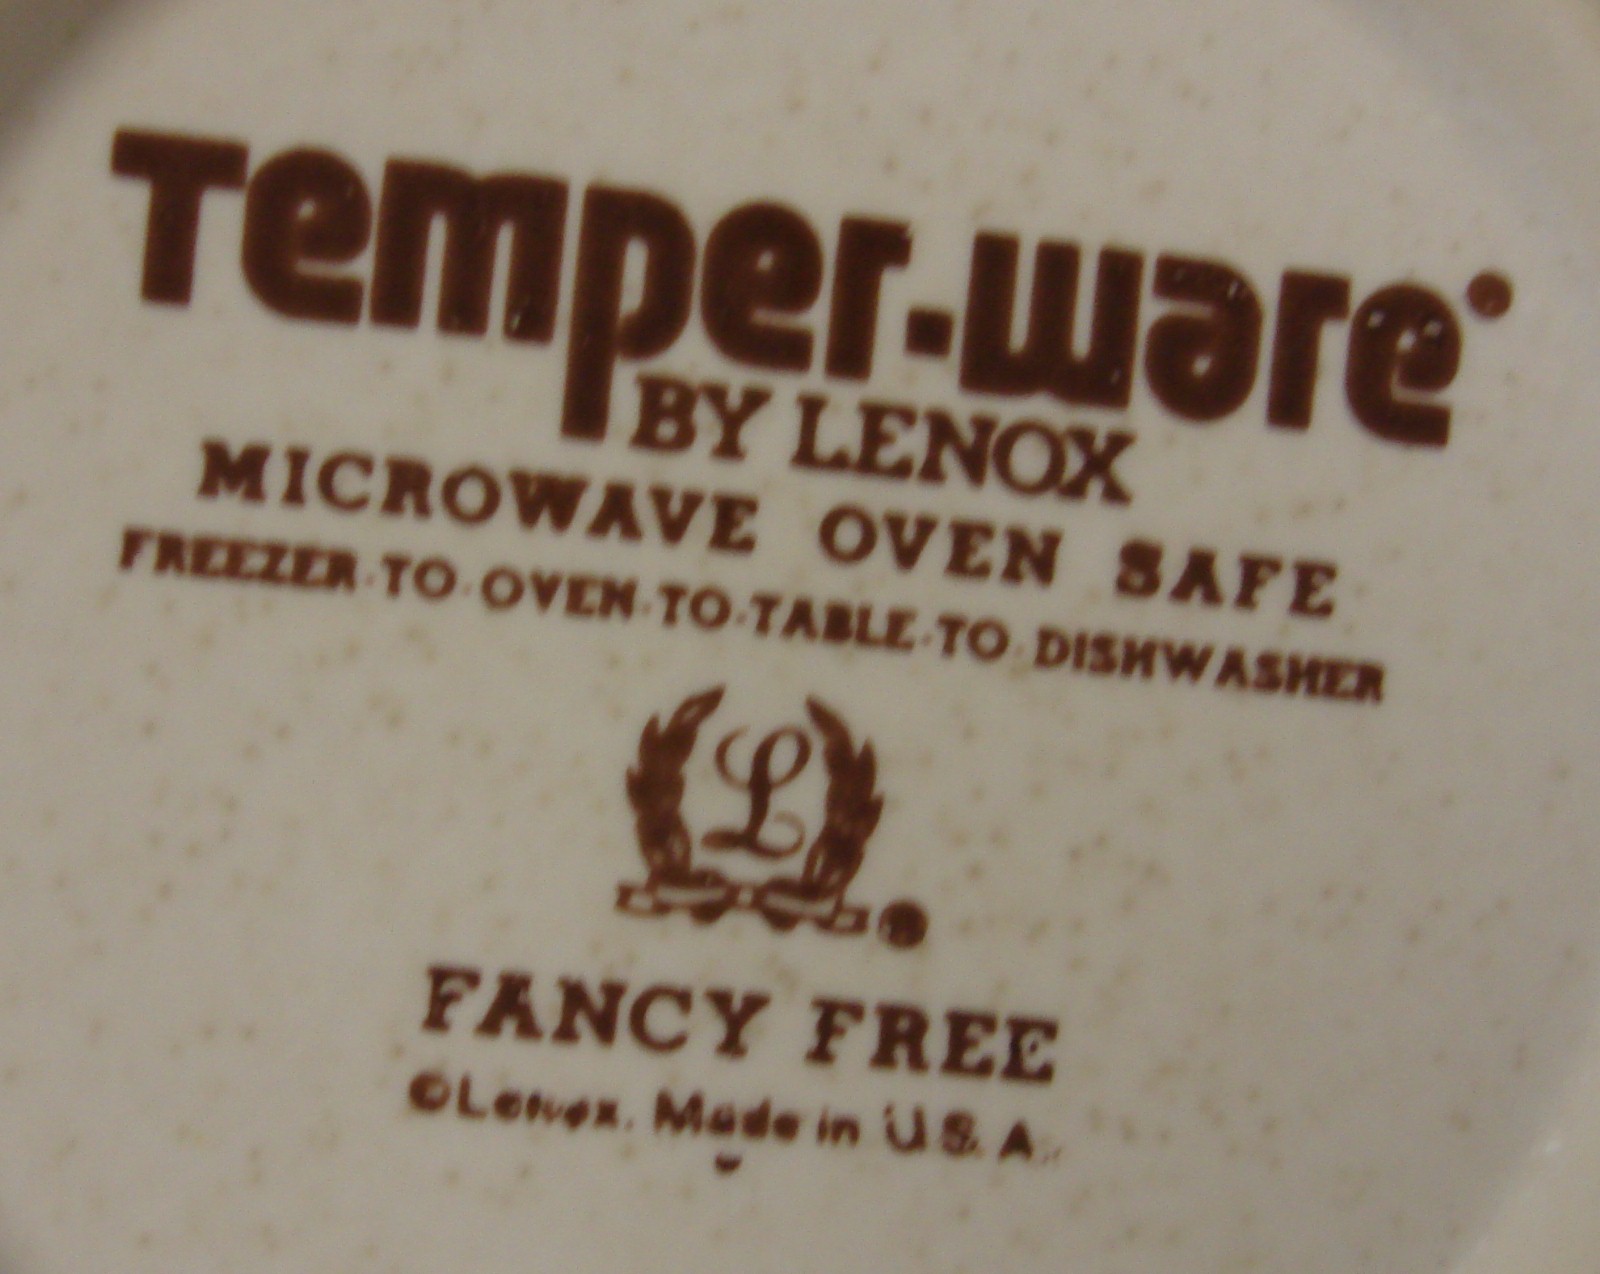 Temper-ware®
BY LENOX
MICROWAVE OVEN SAFE
FREEZER·TO·OVEN·TO·TABLE·TO·DISHWASHER
L®
FANCY FREE
©Lenox. Made in U.S.A.